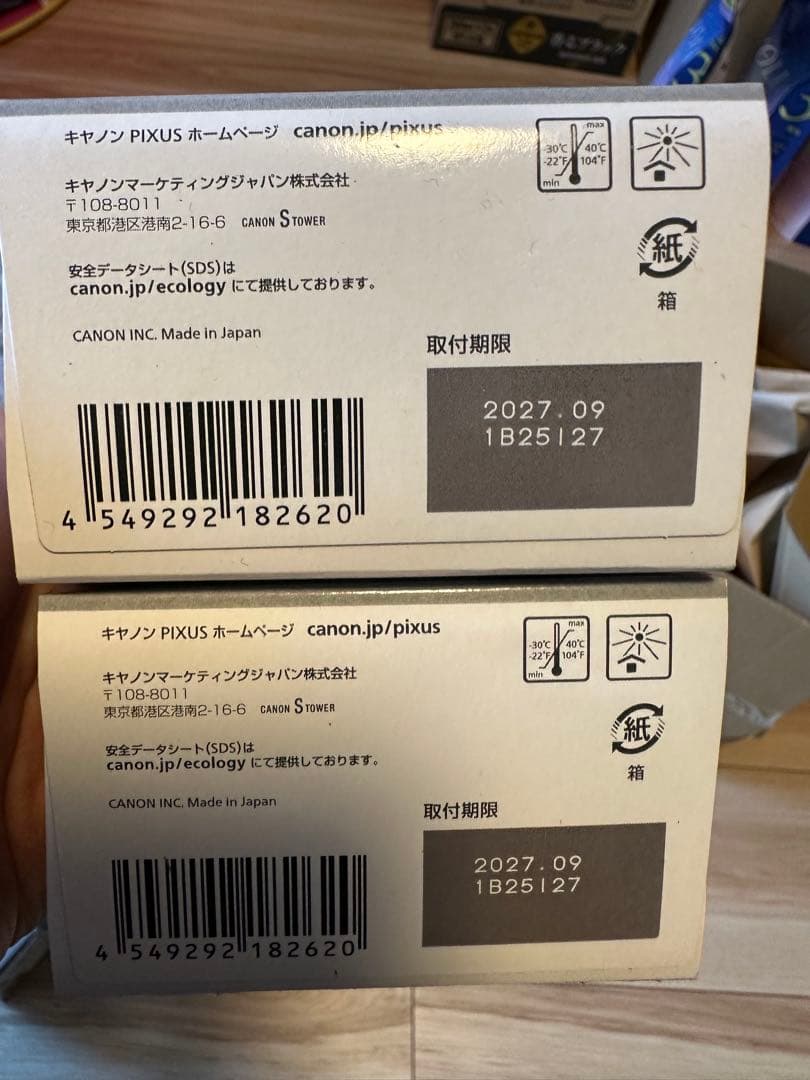 キヤノン PIXUS ホームページ canon.jp/pixus
max
-30℃ 40℃
-22°F 104°F
min
キヤノンマーケティングジャパン株式会社
〒108-8011
東京都港区港南2-16-6 CANON S TOWER
紙
箱
安全データシート(SDS)は
canon.jp/ecology にて提供しております。
CANON INC. Made in Japan
取付期限
2027.09
1B25I27
4 549292 182620
キヤノン PIXUS ホームページ canon.jp/pixus
max
-30℃ 40℃
-22°F 104°F
min
キヤノンマーケティングジャパン株式会社
〒108-8011
東京都港区港南2-16-6 CANON S TOWER
紙
箱
安全データシート(SDS)は
canon.jp/ecology にて提供しております。
CANON INC. Made in Japan
取付期限
2027.09
1B25I27
4 549292 182620